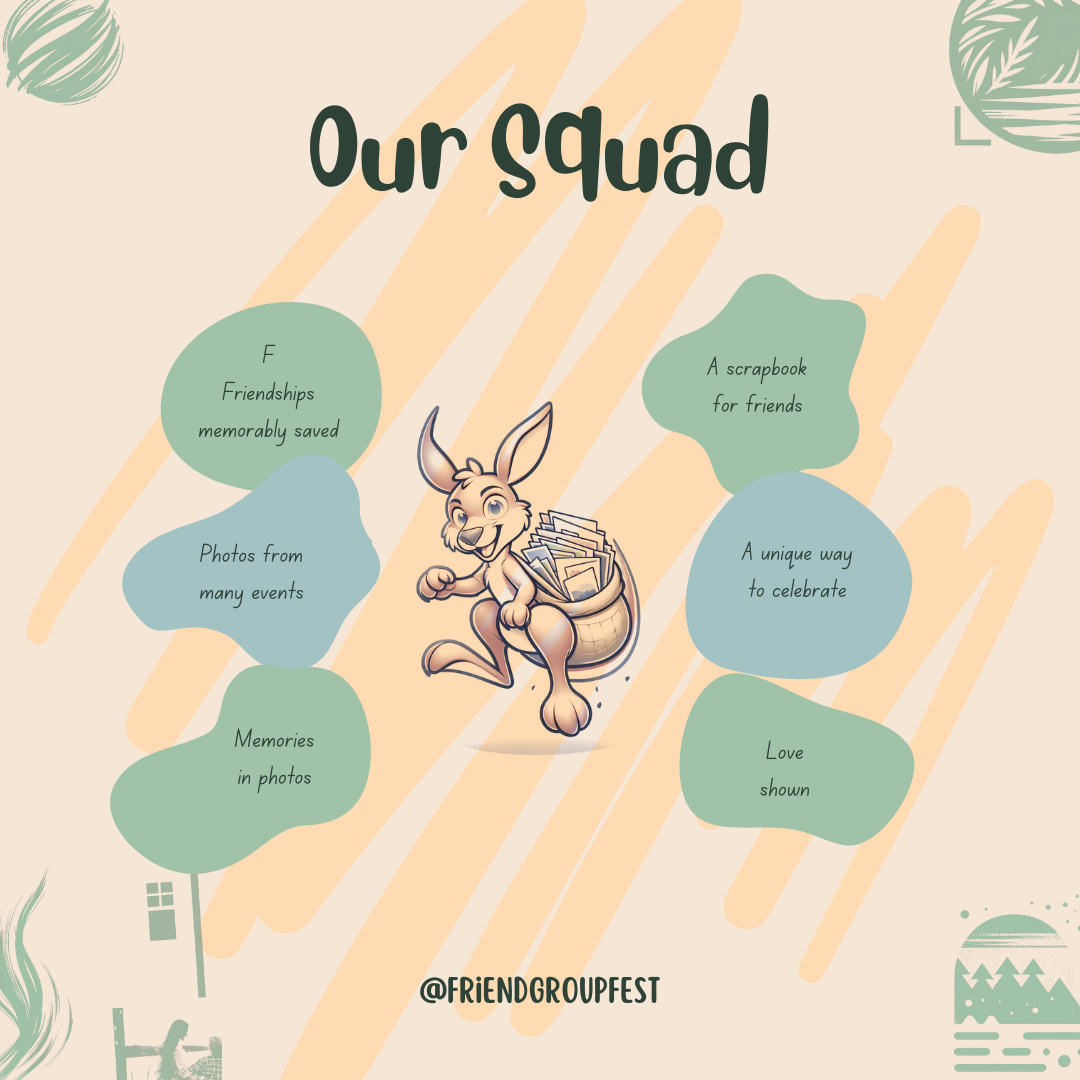 Our Squad
F
Friendships
memorably saved
A scrapbook
for friends
Photos from
many events
A unique way
to celebrate
Memories
in photos
Love
shown
@FRiENDGROUPFEST